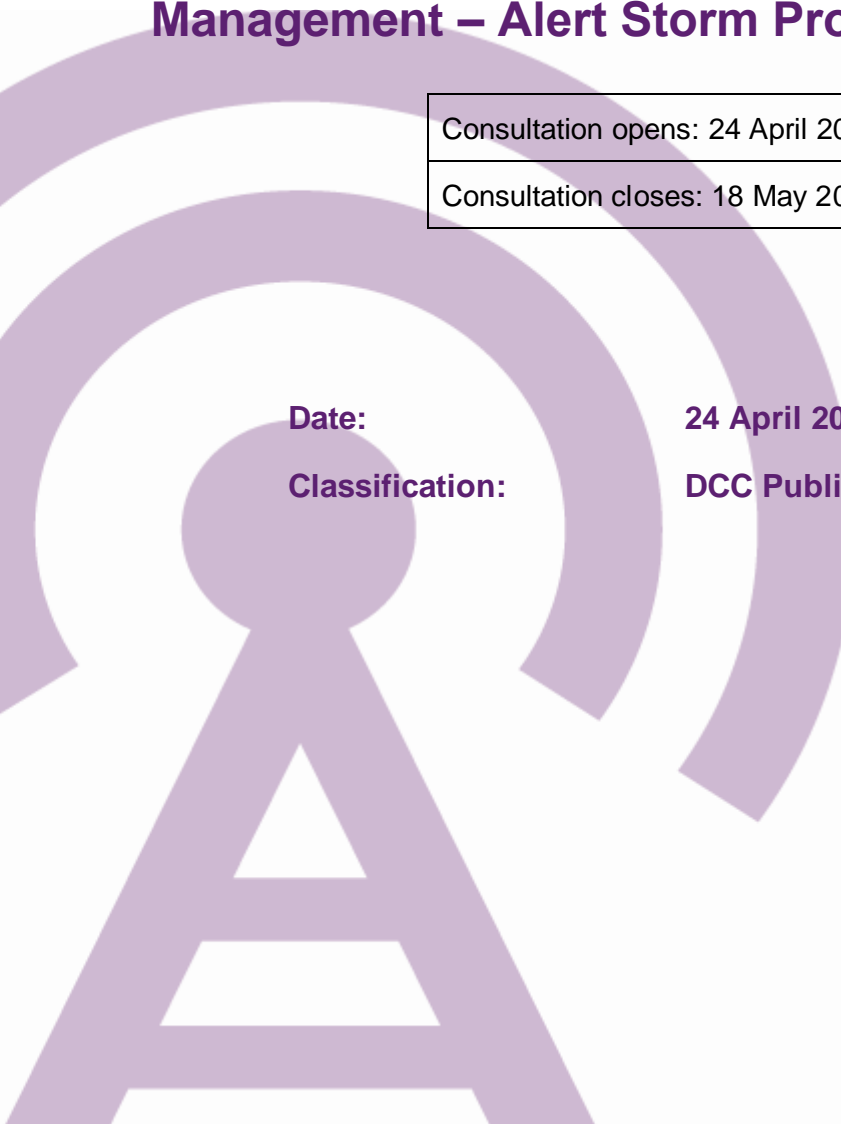 Management – Alert Storm Pro
Consultation opens: 24 April 20
Consultation closes: 18 May 20
Date: 24 April 20
Classification: DCC Publi